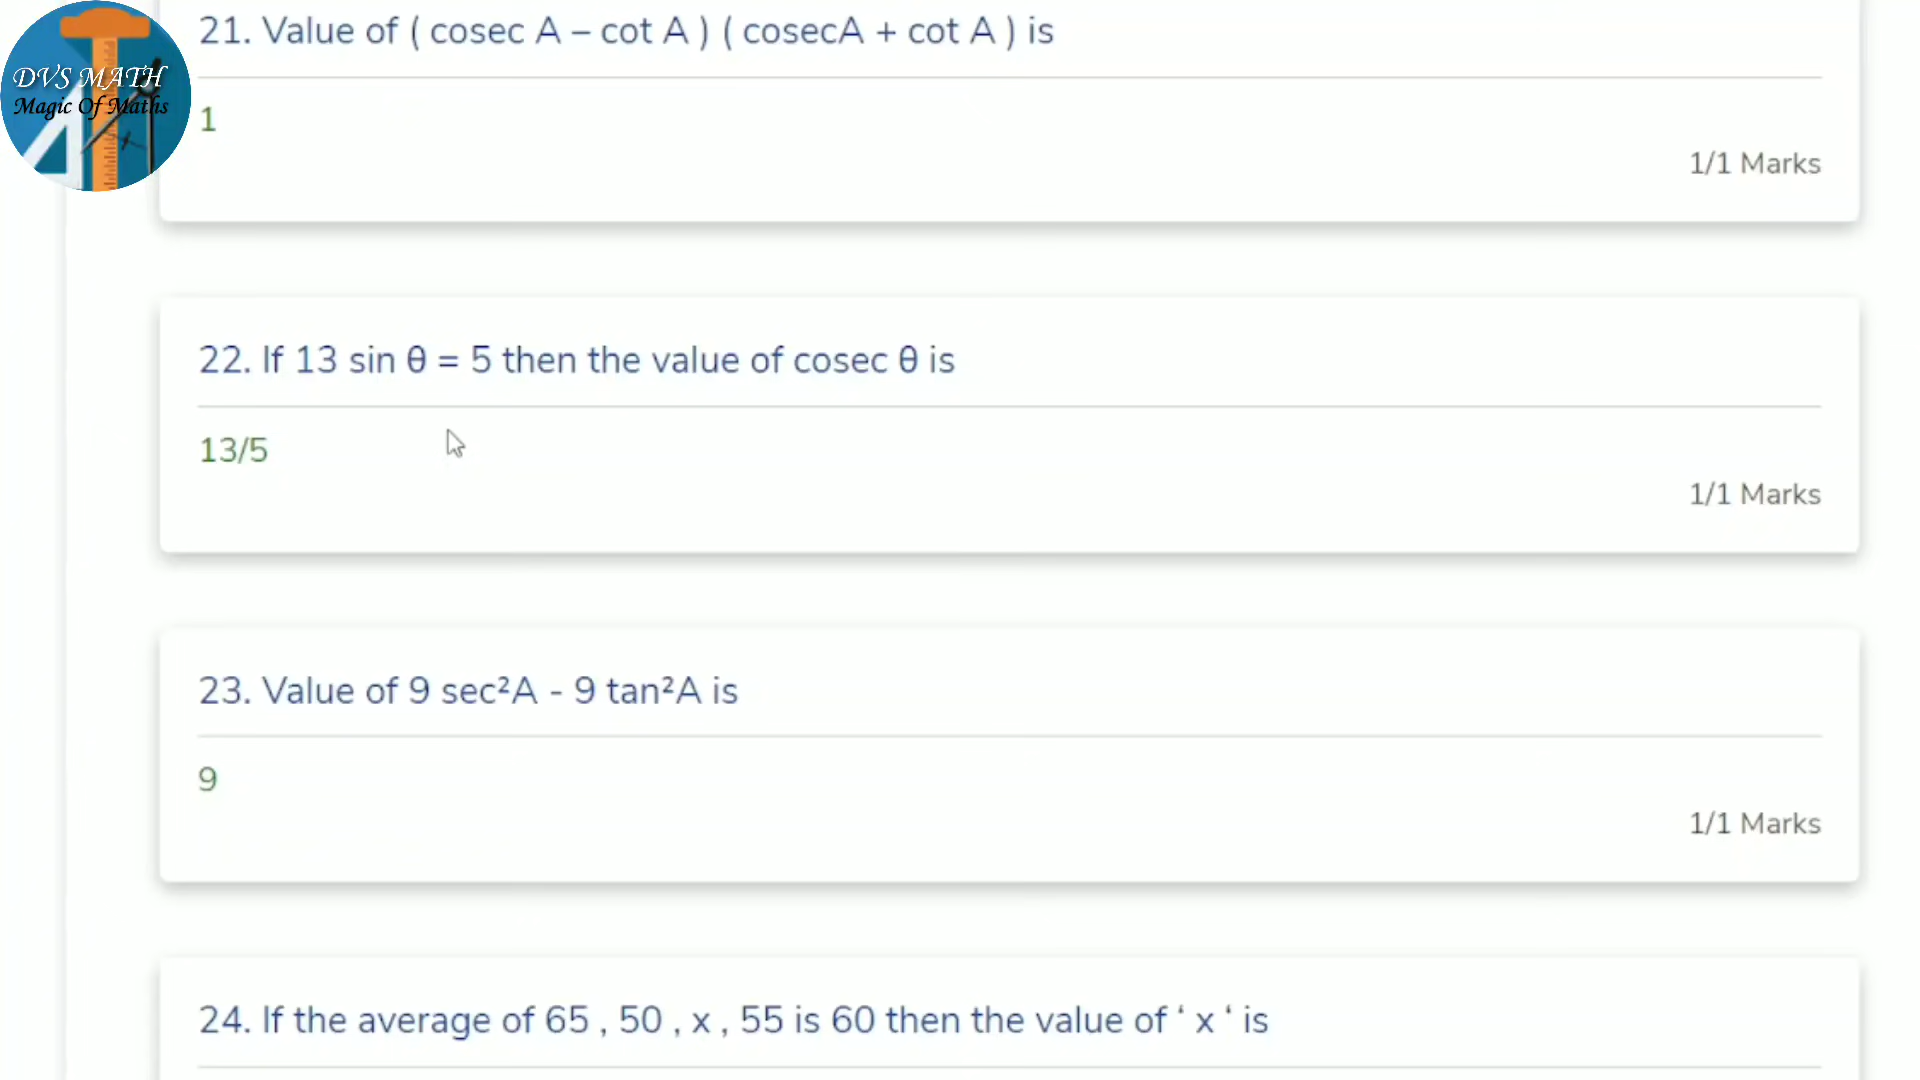 DVS MATH
Magic Of Maths
21. Value of ( cosec A – cot A ) ( cosecA + cot A ) is
1
1/1 Marks
22. If 13 sin θ = 5 then the value of cosec θ is
13/5
1/1 Marks
23. Value of 9 sec²A - 9 tan²A is
9
1/1 Marks
24. If the average of 65 , 50 , x , 55 is 60 then the value of ‘ x ‘ is